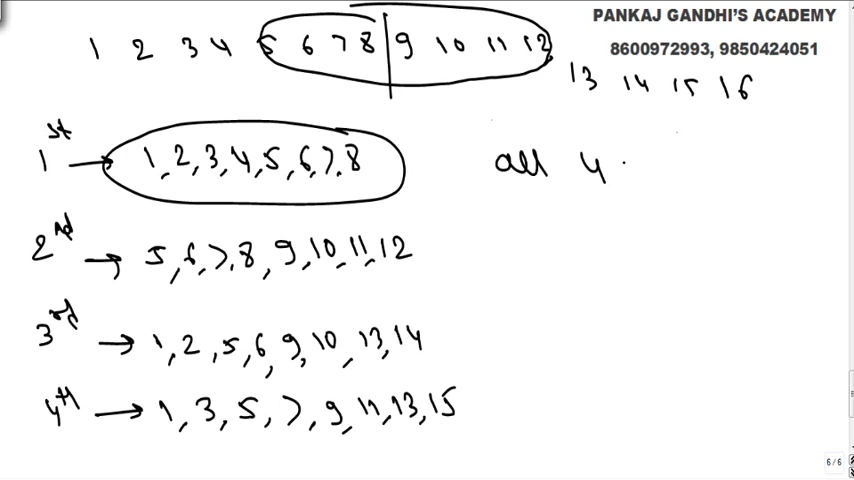 PANKAJ GANDHI'S ACADEMY
8600972993, 9850424051
1 2 3 4 5 6 7 8 9 10 11 12
13 14 15 16
1st → 1,2,3,4,5,6,7,8
all 4
2nd → 5,6,7,8,9,10,11,12
3rd → 1,2,5,6,9,10,13,14
4th → 1,3,5,7,9,11,13,15
6/6